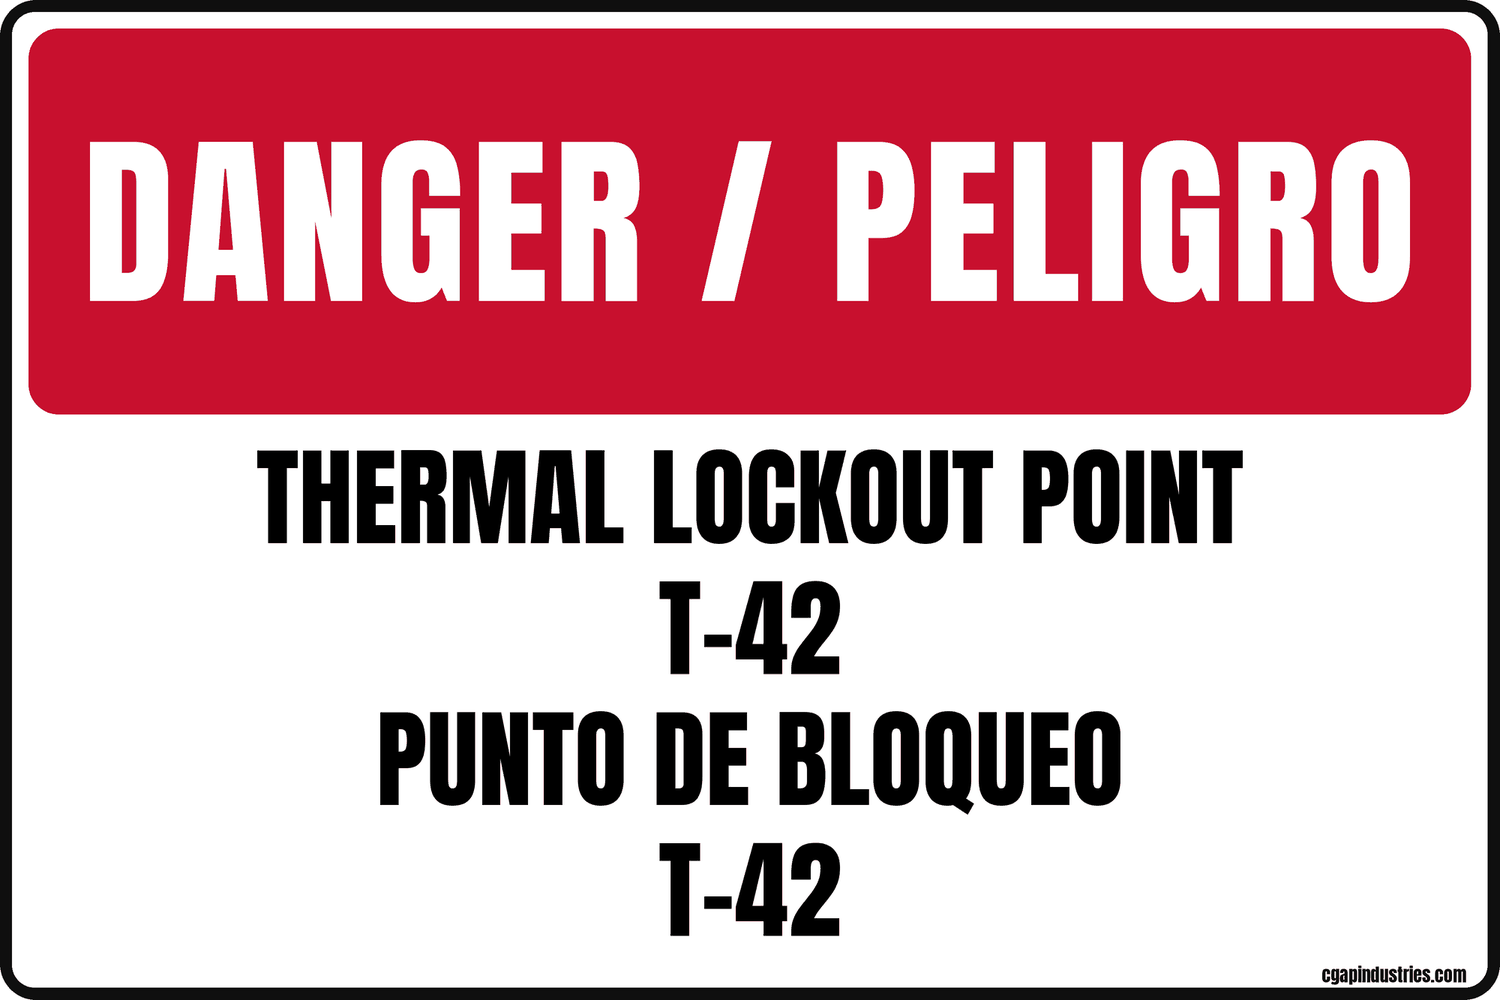 DANGER / PELIGRO
THERMAL LOCKOUT POINT
T-42
PUNTO DE BLOQUEO
T-42
cgapindustries.com